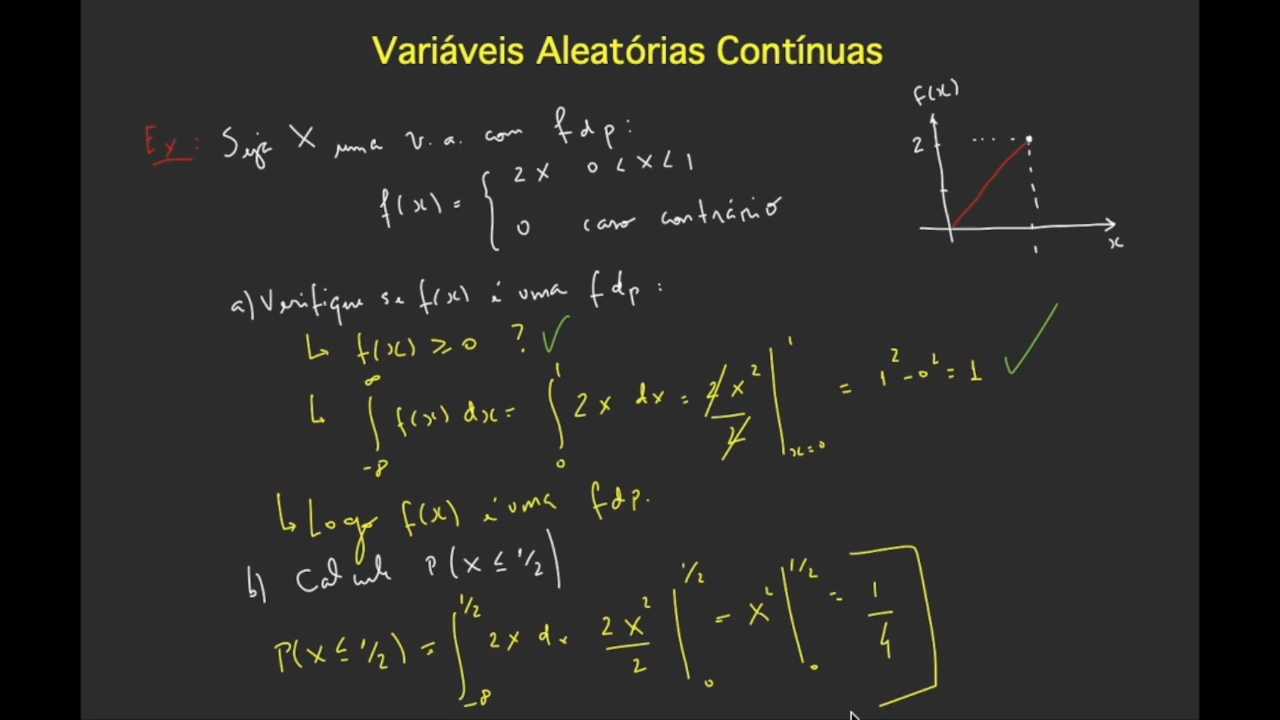 Variáveis Aleatórias Contínuas
Ex: Seja X uma v.a. com fdp:
f(x) = { 2x 0 < x < 1
0 caso contrário
f(x)
2
1
x
a) Verifique se f(x) é uma fdp:
↳ f(x) ≥ 0 ? ✓
↳ ∫_{-∞}^{∞} f(x) dx = ∫_0^1 2x dx = 2x²/2 |_{x=0}^1 = 1² - 0² = 1 ✓
↳ Logo f(x) é uma fdp.
b) Calcule P(X ≤ 1/2)
P(X ≤ 1/2) = ∫_{-∞}^{1/2} 2x dx 2x²/2 |_0^{1/2} = x² |_0^{1/2} = 1/4